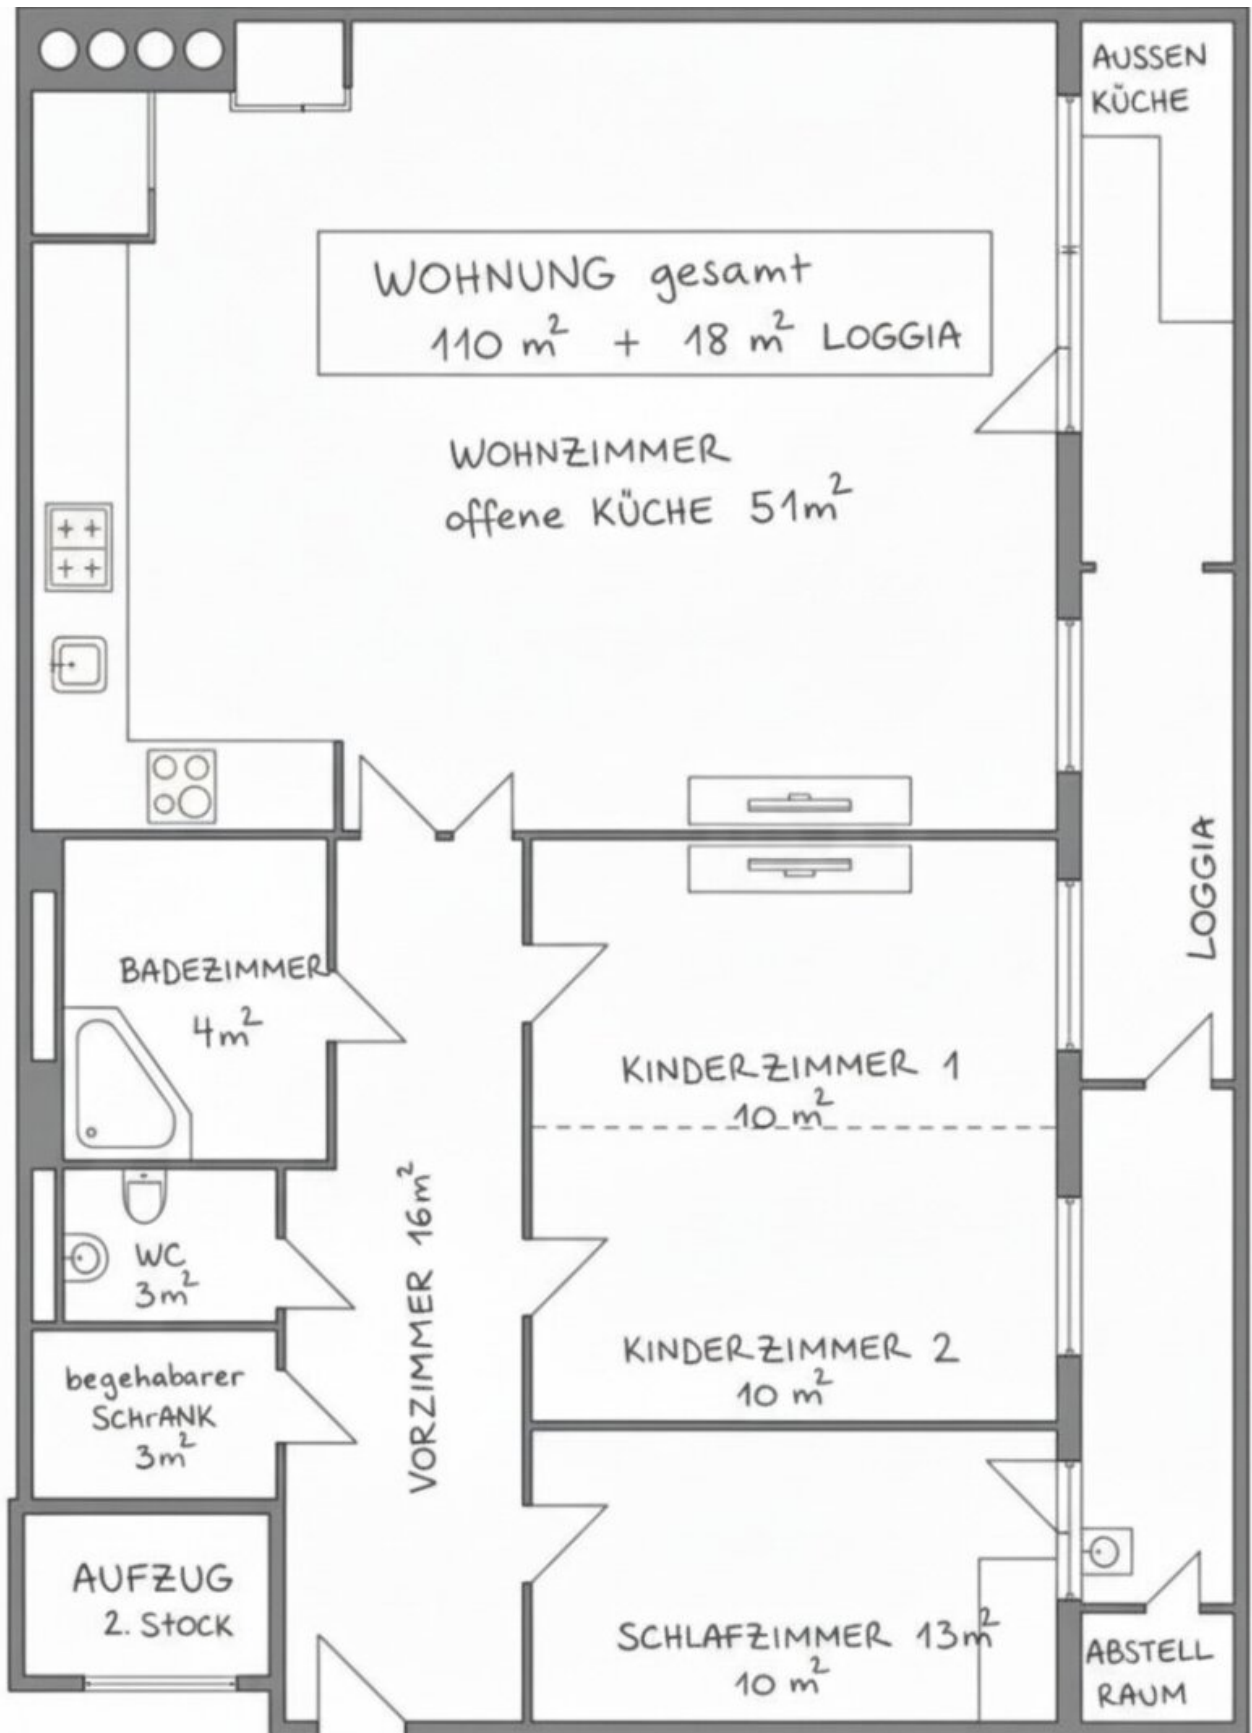 AUSSEN
KÜCHE
WOHNUNG gesamt
110 m² + 18 m² LOGGIA
WOHNZIMMER
offene KÜCHE 51m²
LOGGIA
BADEZIMMER
4m²
KINDERZIMMER 1
10 m²
VORZIMMER 16m²
WC
3m²
KINDERZIMMER 2
10 m²
begehabarer
SCHrANK
3m²
AUFZUG
2. StOCK
SCHLAFZIMMER 13m²
10 m²
ABSTELL
RAUM